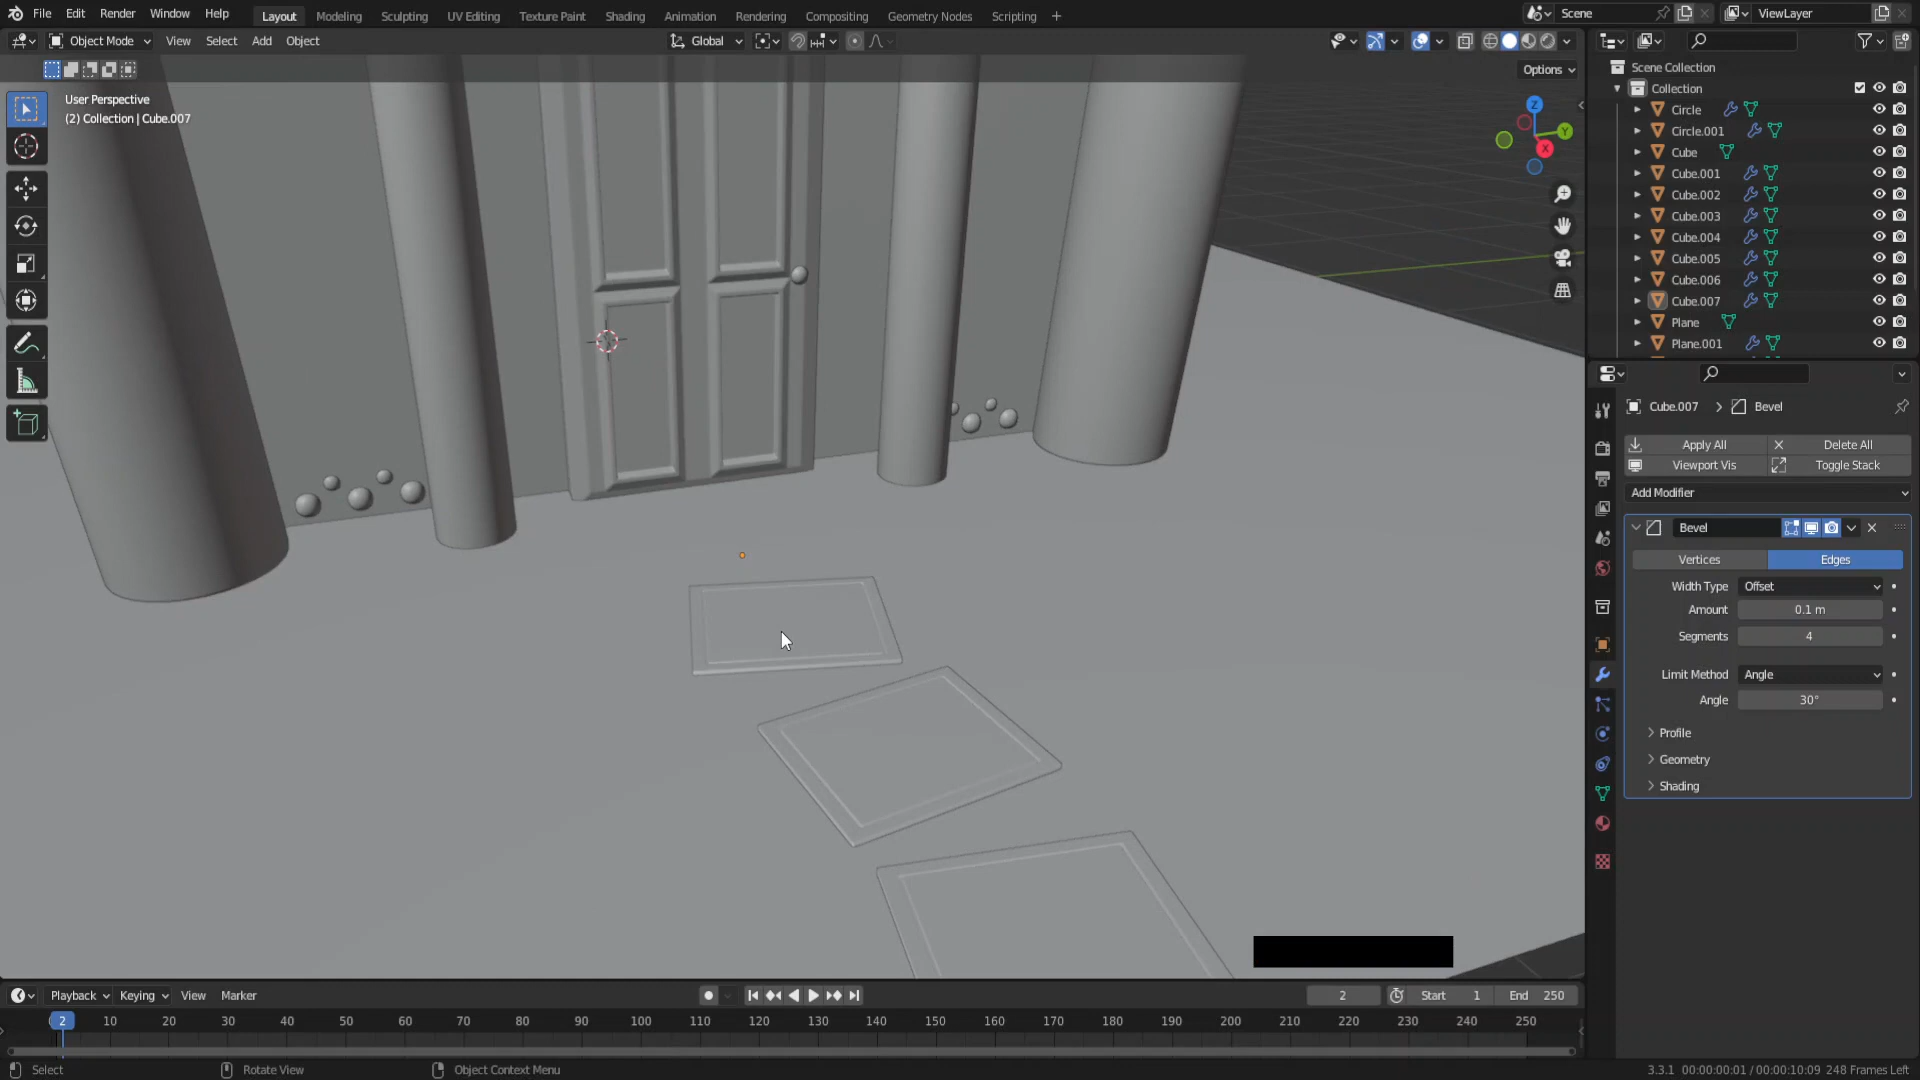 File Edit Render Window Help Layout Modeling Sculpting UV Editing Texture Paint Shading Animation Rendering Compositing Geometry Nodes Scripting + Scene ViewLayer
Object Mode View Select Add Object Global
Options
User Perspective
(2) Collection | Cube.007
Z
Y
X
Scene Collection
Collection
Circle
Circle.001
Cube
Cube.001
Cube.002
Cube.003
Cube.004
Cube.005
Cube.006
Cube.007
Plane
Plane.001
Cube.007 > Bevel
Apply All Delete All
Viewport Vis Toggle Stack
Add Modifier
Bevel
Vertices Edges
Width Type Offset
Amount 0.1 m
Segments 4
Limit Method Angle
Angle 30°
Profile
Geometry
Shading
Playback Keying View Marker 2 Start 1 End 250
2 10 20 30 40 50 60 70 80 90 100 110 120 130 140 150 160 170 180 190 200 210 220 230 240 250
Select Rotate View Object Context Menu 3.3.1 00:00:00:01 / 00:00:10:09 248 Frames Left